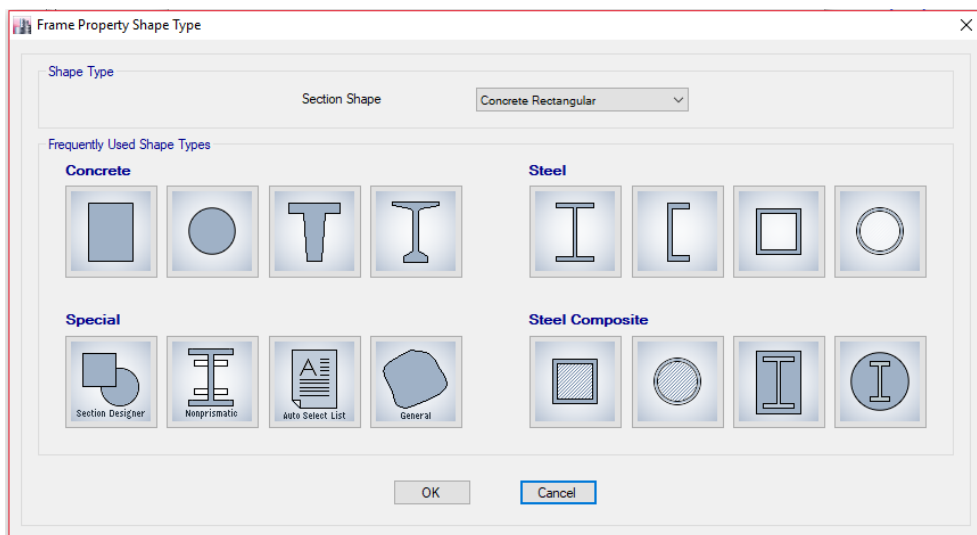 Frame Property Shape Type
Shape Type
Section Shape
Concrete Rectangular
Frequently Used Shape Types
Concrete
Steel
Special
Section Designer
Nonprismatic
A
Auto Select List
General
Steel Composite
OK
Cancel